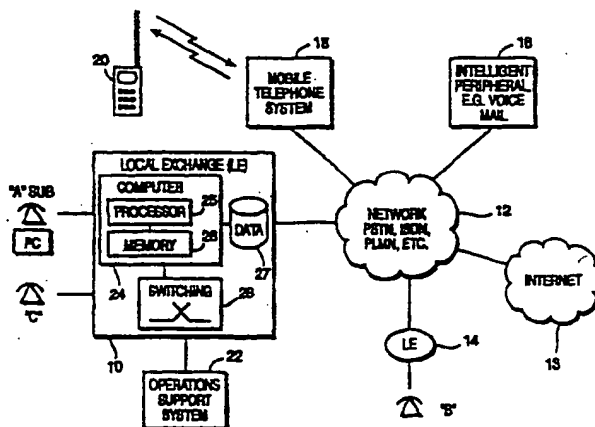 20
18
MOBILE
TELEPHONE
SYSTEM
16
INTELLIGENT
PERIPHERAL
E.G. VOICE
MAIL
LOCAL EXCHANGE (LE)
COMPUTER
PROCESSOR
25
MEMORY
26
DATA
27
24
SWITCHING
28
"A" SUB
PC
"C"
10
22
OPERATIONS
SUPPORT
SYSTEM
NETWORK
PSTN, ISDN,
PLMN, ETC.
12
INTERNET
13
LE
14
"B"